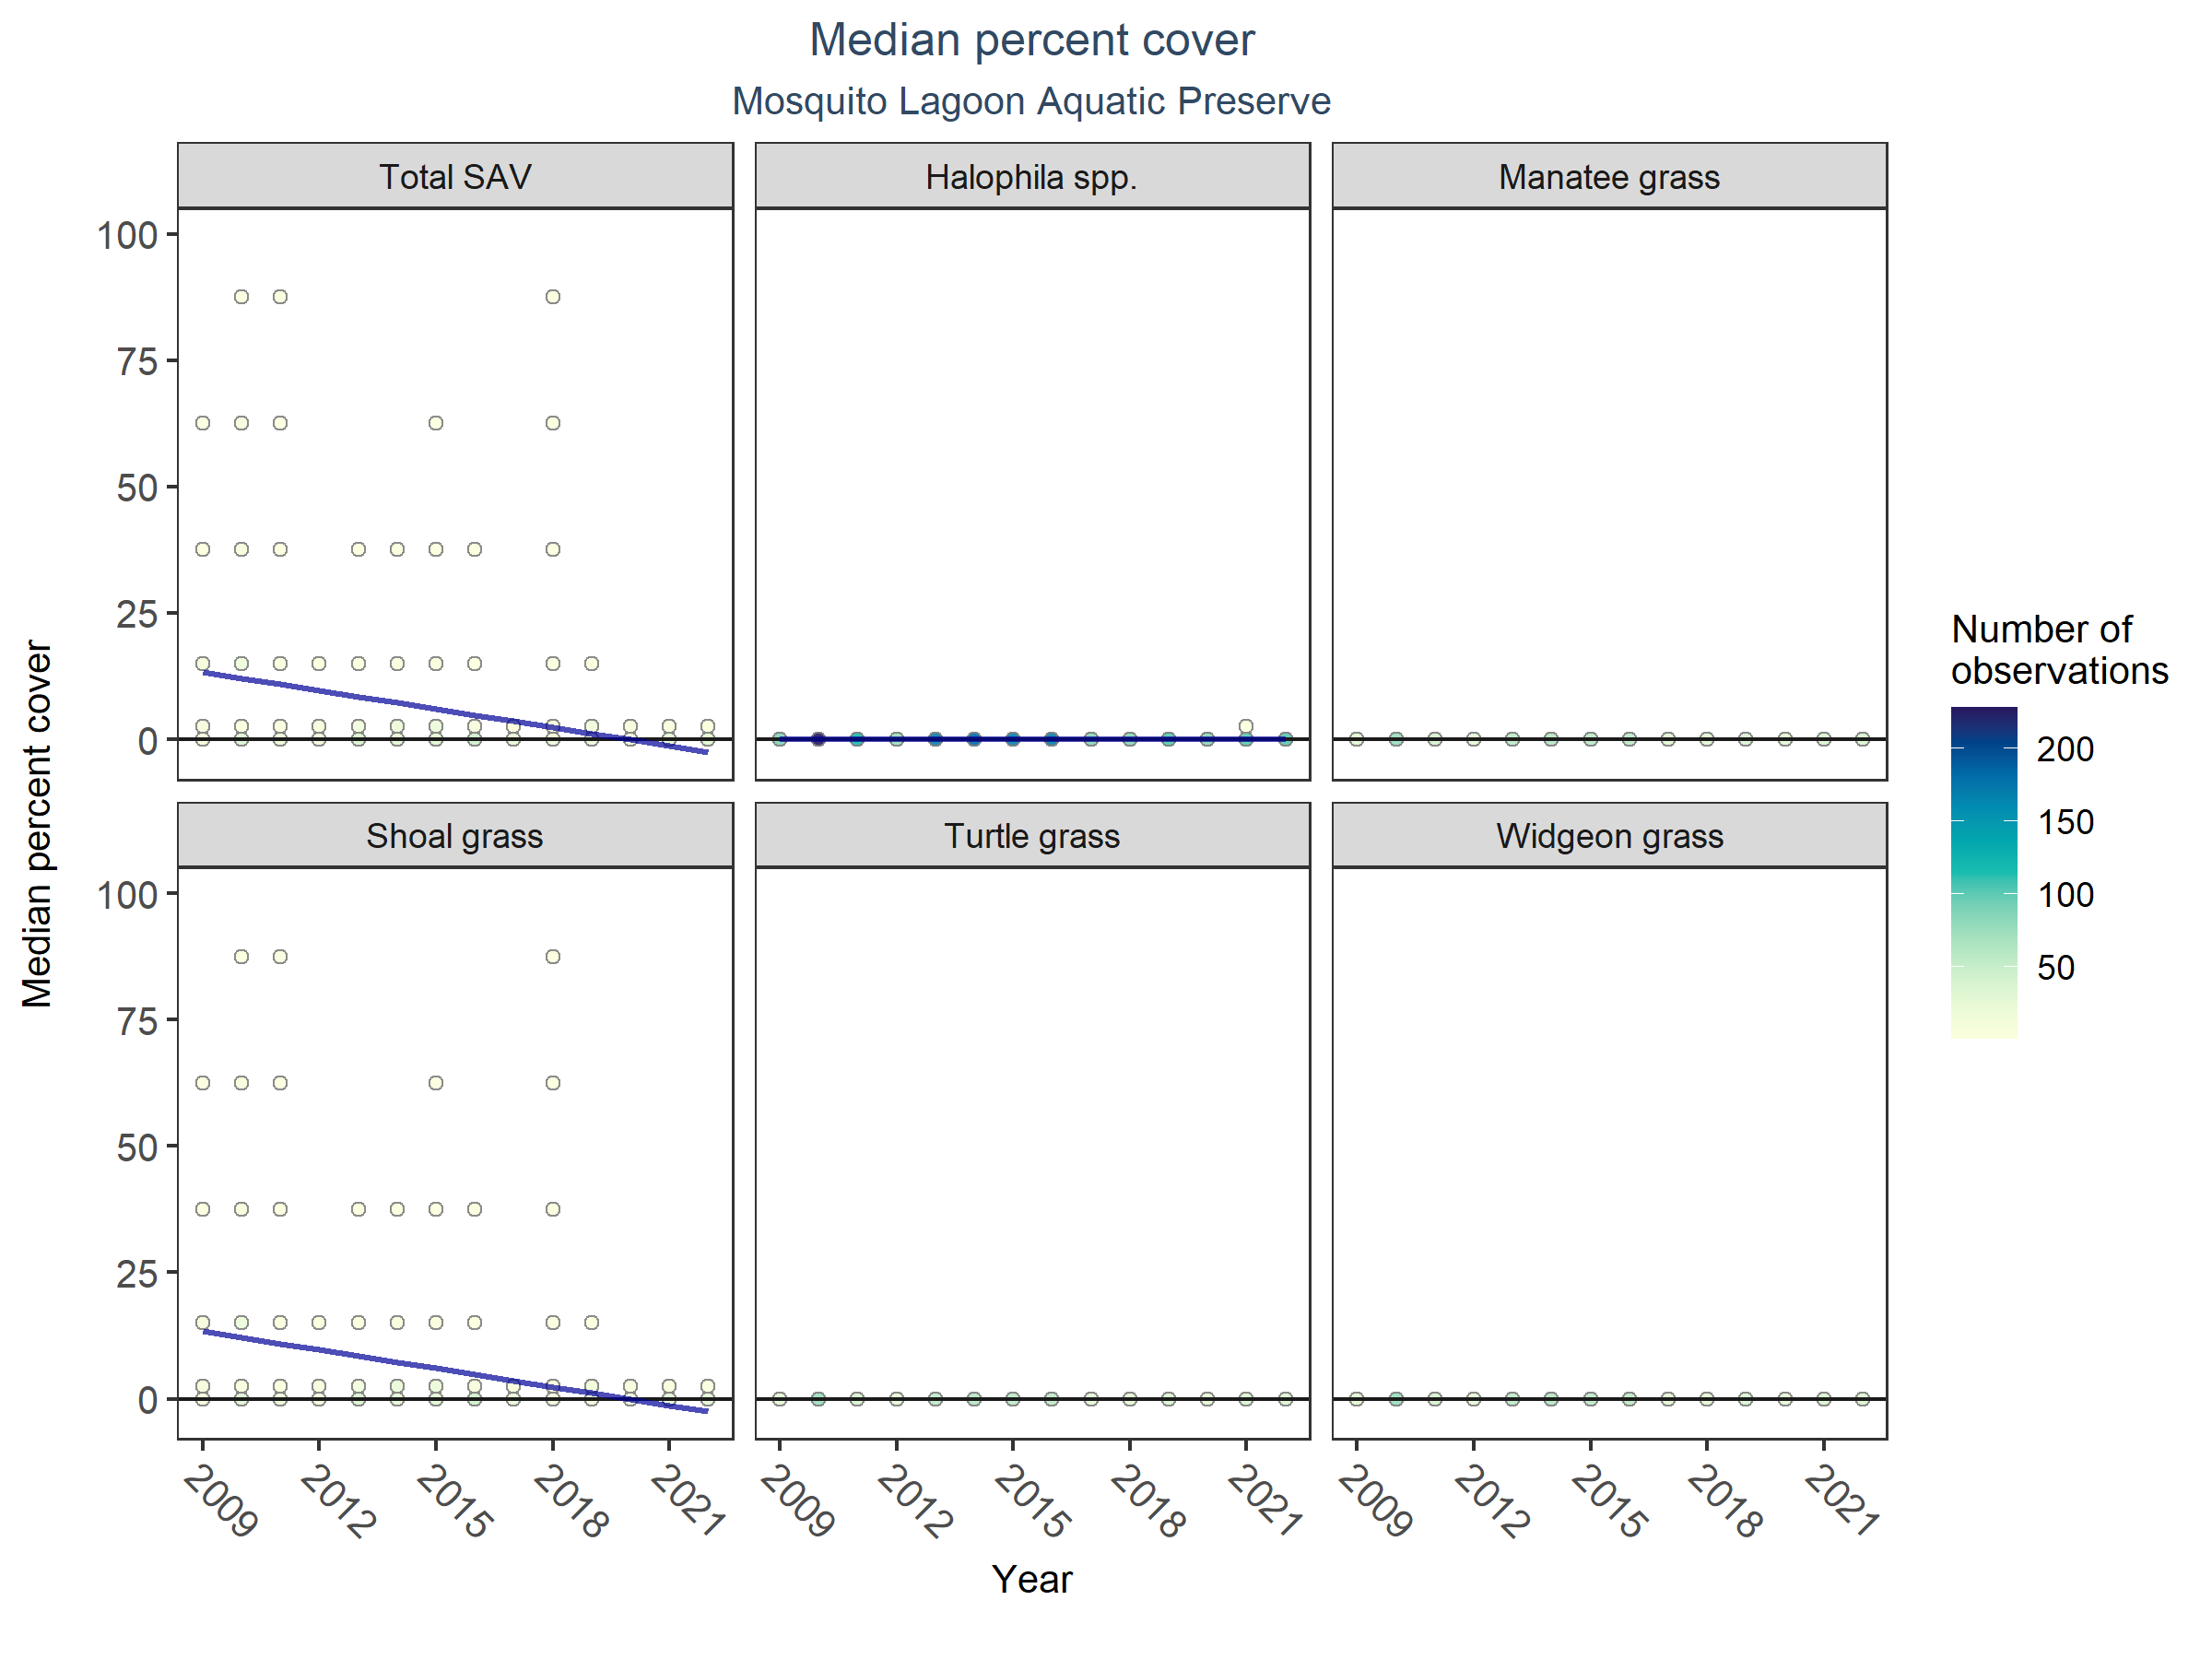 Median percent cover
Mosquito Lagoon Aquatic Preserve
Total SAV
Halophila spp.
Manatee grass
100
75
50
25
0
Shoal grass
Turtle grass
Widgeon grass
100
75
50
25
0
Median percent cover
2009
2012
2015
2018
2021
2009
2012
2015
2018
2021
2009
2012
2015
2018
2021
Year
Number of
observations
200
150
100
50